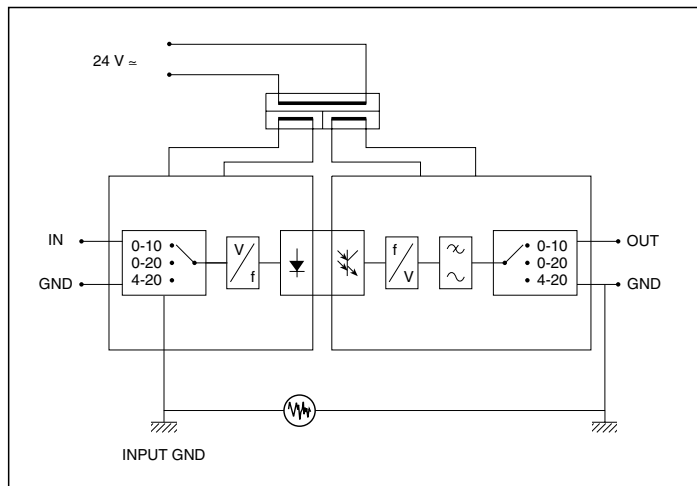 24 V ≃
IN
GND
0-10
0-20
4-20
V
f
f
V
0-10
0-20
4-20
OUT
GND
INPUT GND